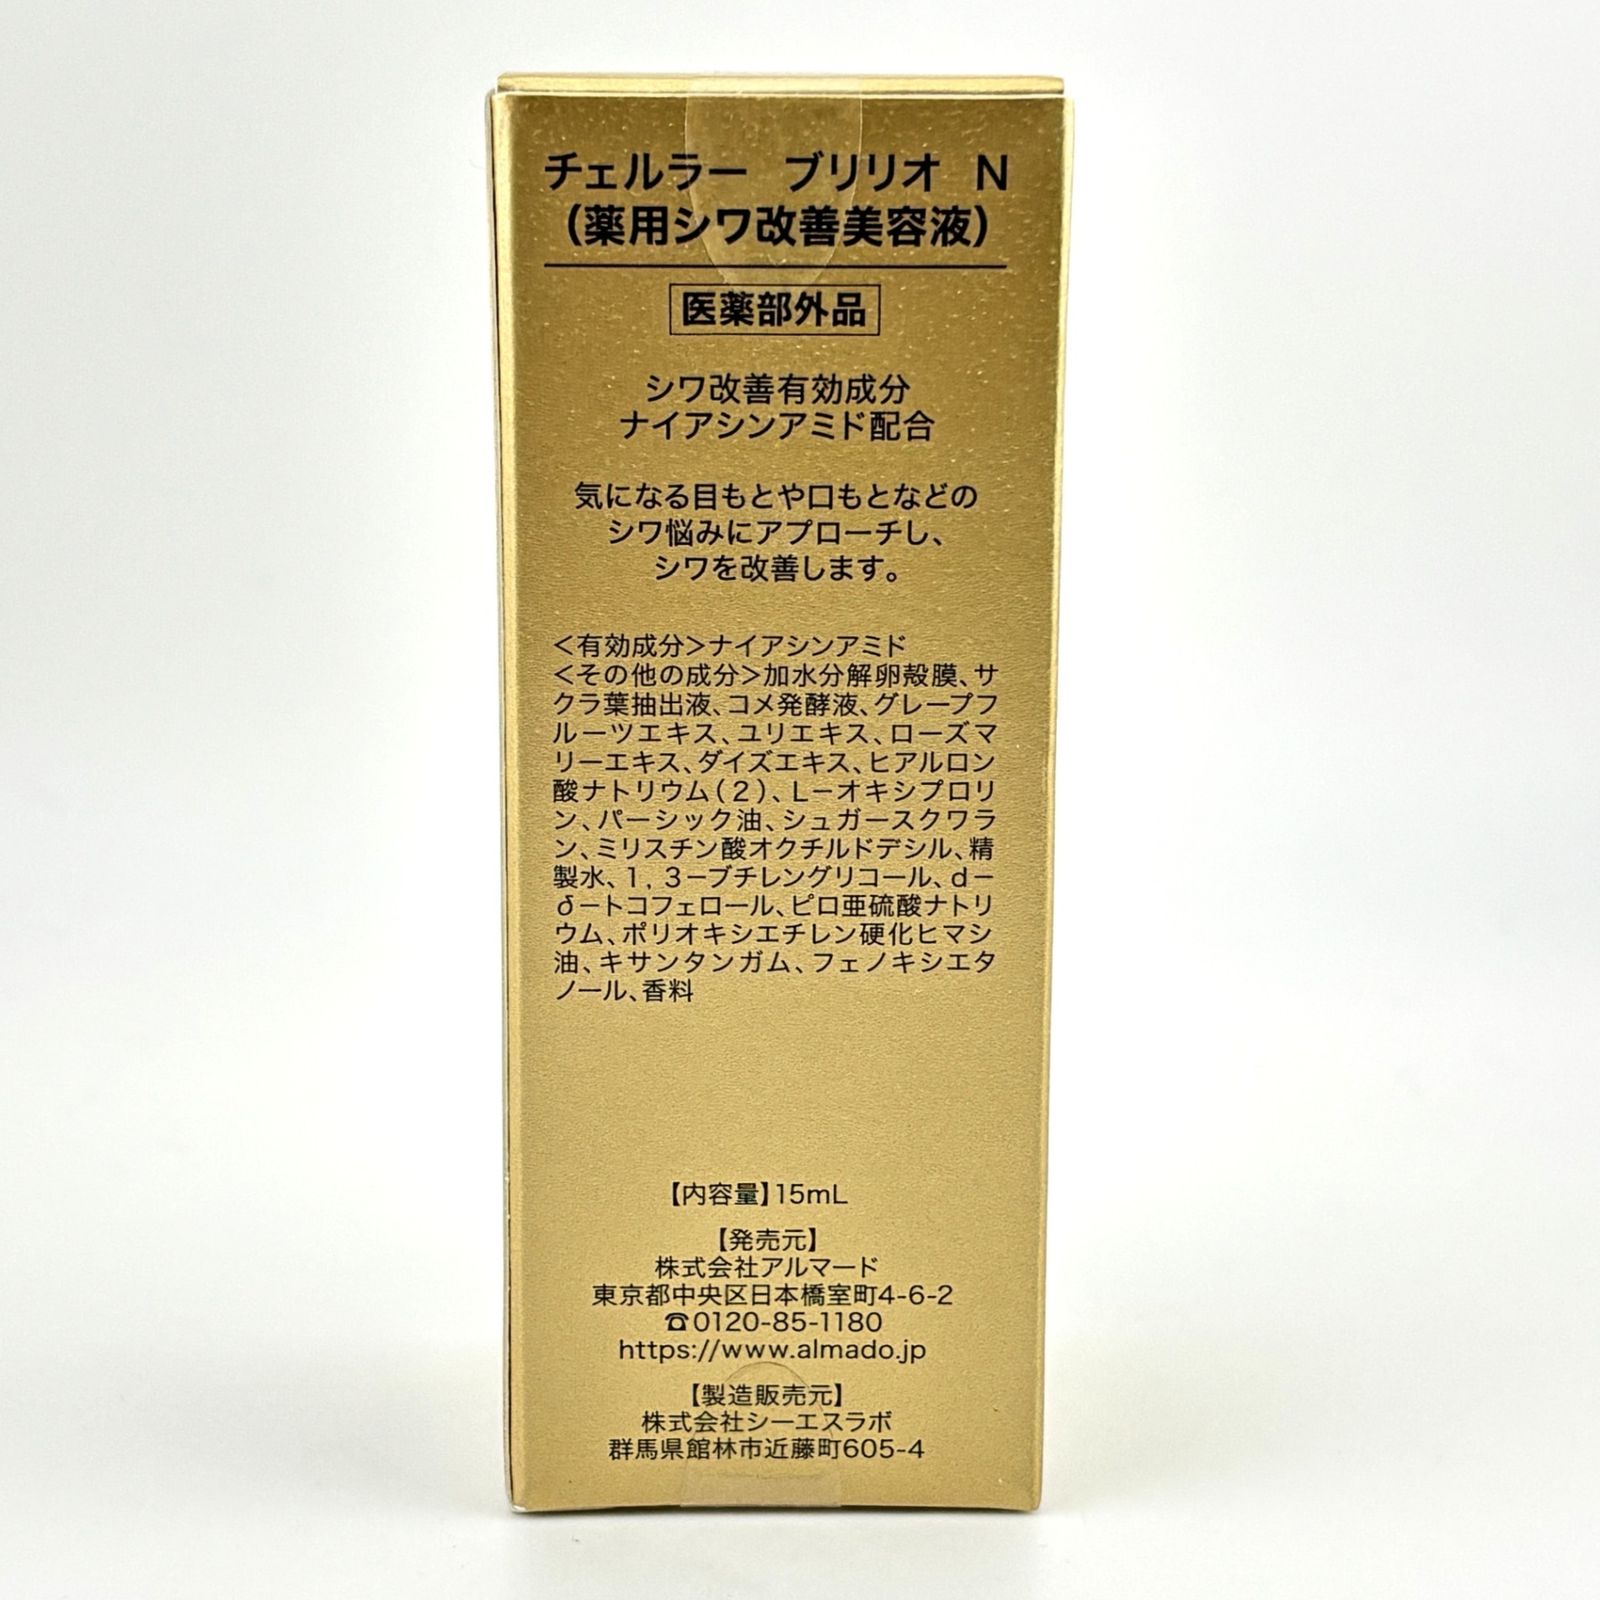 チェルラー ブリリオ N
(薬用シワ改善美容液)
医薬部外品
シワ改善有効成分
ナイアシンアミド配合
気になる目もとや口もとなどの
シワ悩みにアプローチし、
シワを改善します。
<有効成分>ナイアシンアミド
<その他の成分>加水分解卵殻膜、サ
クラ葉抽出液、コメ発酵液、グレープフ
ルーツエキス、ユリエキス、ローズマ
リーエキス、ダイズエキス、ヒアルロン
酸ナトリウム(2)、L-オキシプロリ
ン、パーシック油、シュガースクワラ
ン、ミリスチン酸オクチルドデシル、精
製水、1,3-ブチレングリコール、d-
δ-トコフェロール、ピロ亜硫酸ナトリ
ウム、ポリオキシエチレン硬化ヒマシ
油、キサンタンガム、フェノキシエタ
ノール、香料
【内容量】15mL
【発売元】
株式会社アルマード
東京都中央区日本橋室町4-6-2
☎0120-85-1180
https://www.almado.jp
【製造販売元】
株式会社シーエスラボ
群馬県館林市近藤町605-4